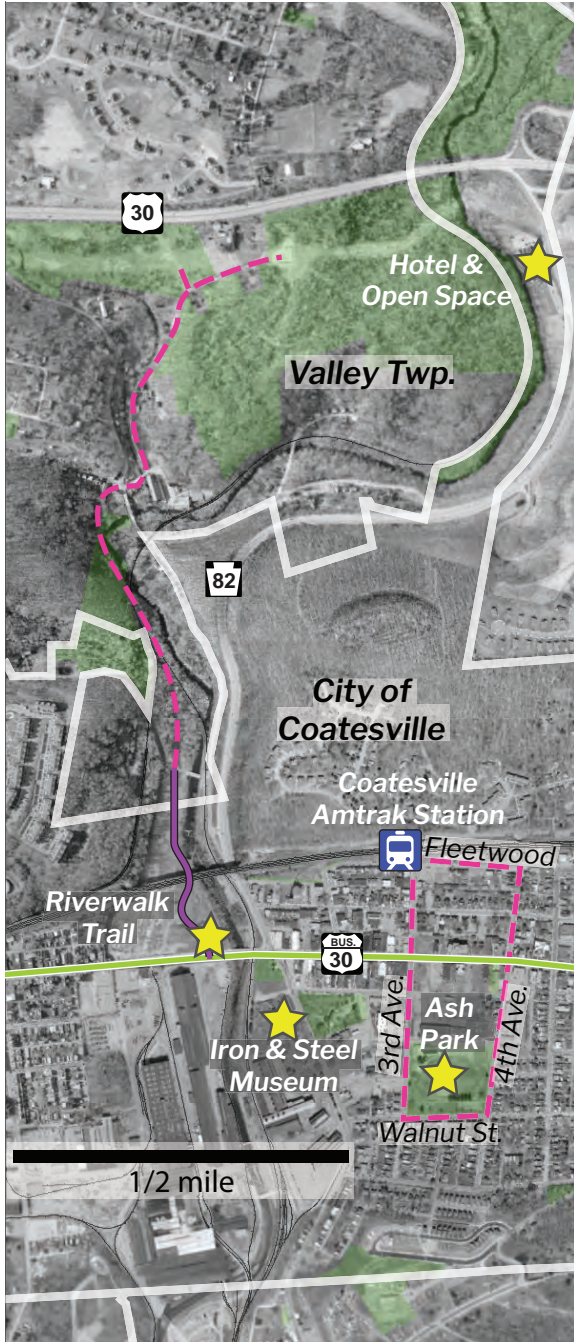 30
Hotel &
Open Space
Valley Twp.
82
City of
Coatesville
Coatesville
Amtrak Station
Fleetwood
Riverwalk
Trail
BUS.
30
3rd Ave.
Ash
Park
4th Ave.
Iron & Steel
Museum
Walnut St.
1/2 mile